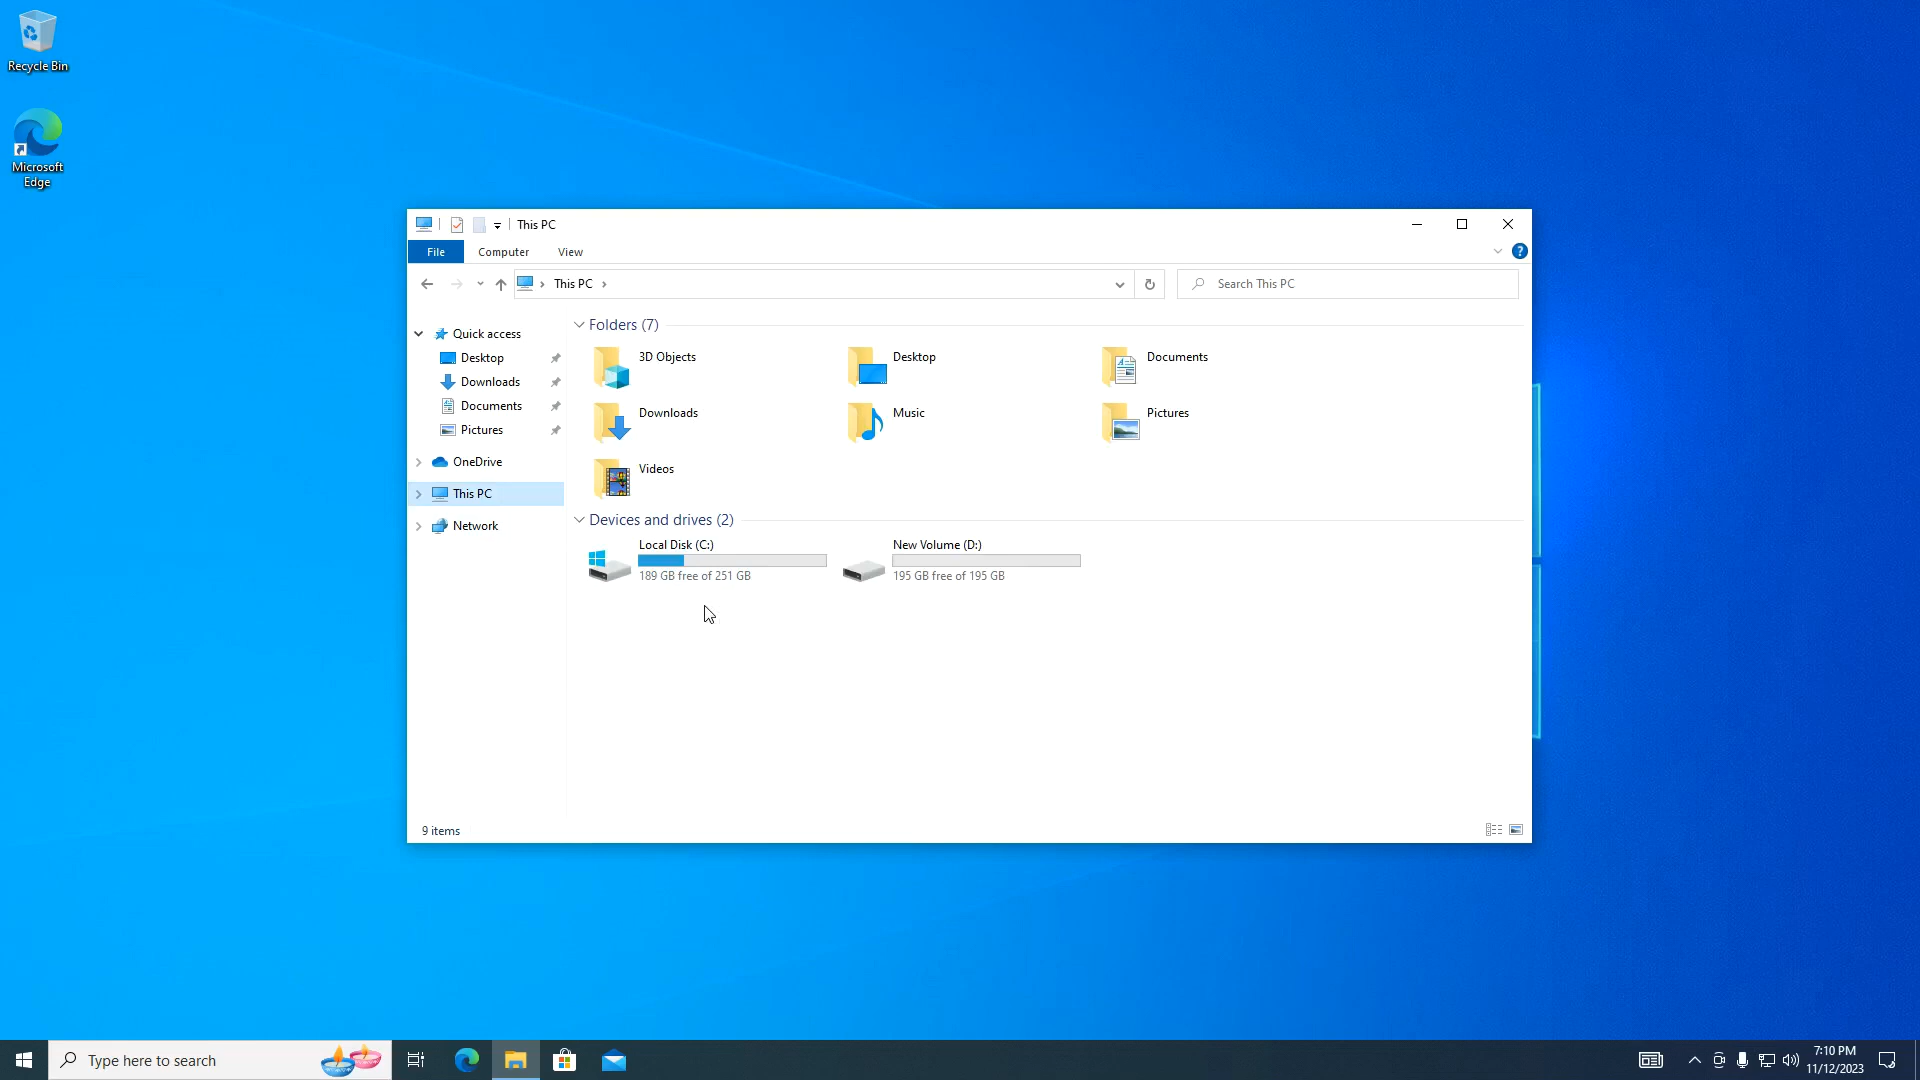 Recycle Bin
Microsoft
Edge
This PC
File
Computer
View
?
This PC
Search This PC
Quick access
Desktop
Downloads
Documents
Pictures
OneDrive
This PC
Network
Folders (7)
3D Objects
Desktop
Documents
Downloads
Music
Pictures
Videos
Devices and drives (2)
Local Disk (C:)
189 GB free of 251 GB
New Volume (D:)
195 GB free of 195 GB
9 items
Type here to search
7:10 PM
11/12/2023